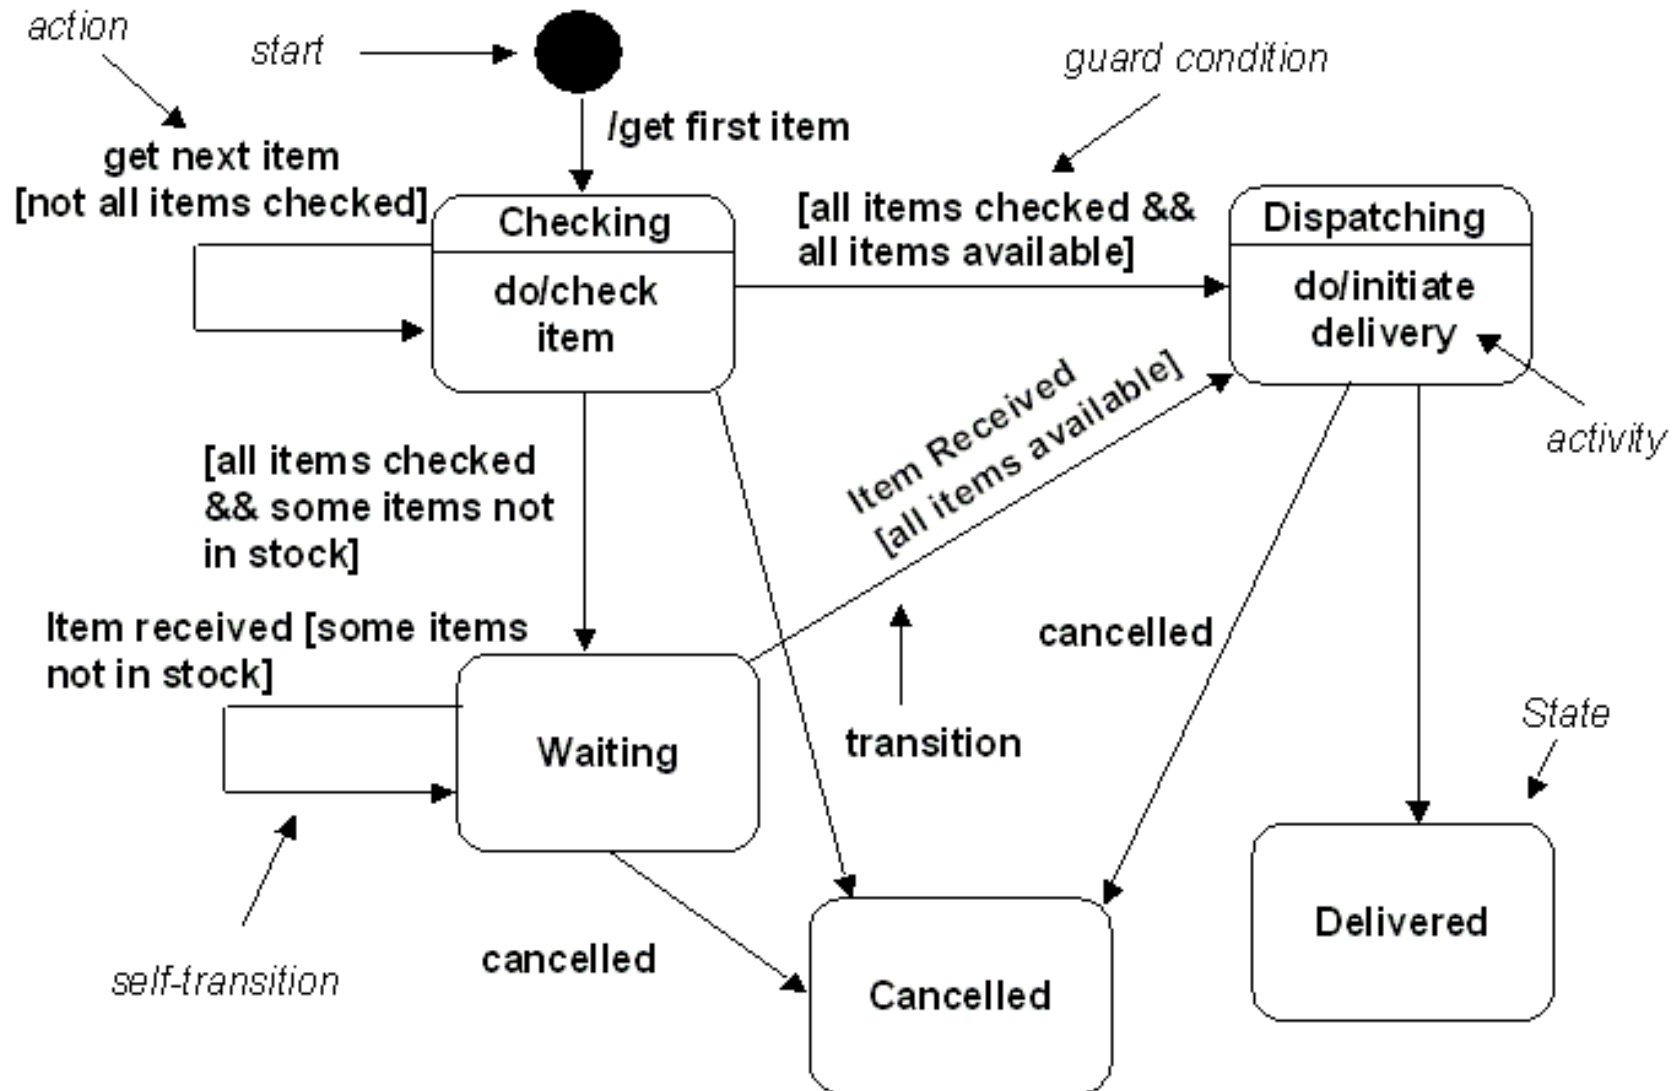 action
start
guard condition
/get first item
get next item
[not all items checked]
[all items checked &&
all items available]
Checking
do/check
item
Dispatching
do/initiate
delivery
activity
Item Received
[all items available]
[all items checked
&& some items not
in stock]
Item received [some items
not in stock]
cancelled
transition
State
Waiting
self-transition
cancelled
Cancelled
Delivered